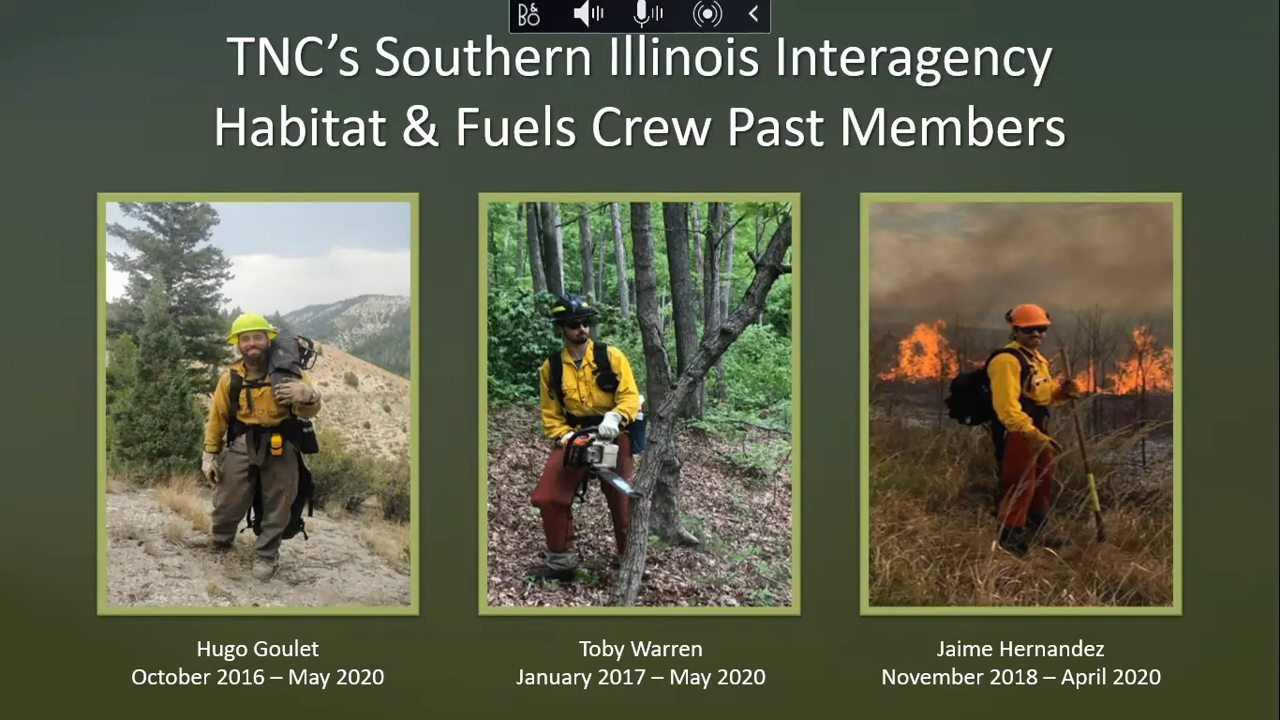 B&O
TNC’s Southern Illinois Interagency
Habitat & Fuels Crew Past Members
Hugo Goulet
October 2016 – May 2020
Toby Warren
January 2017 – May 2020
Jaime Hernandez
November 2018 – April 2020